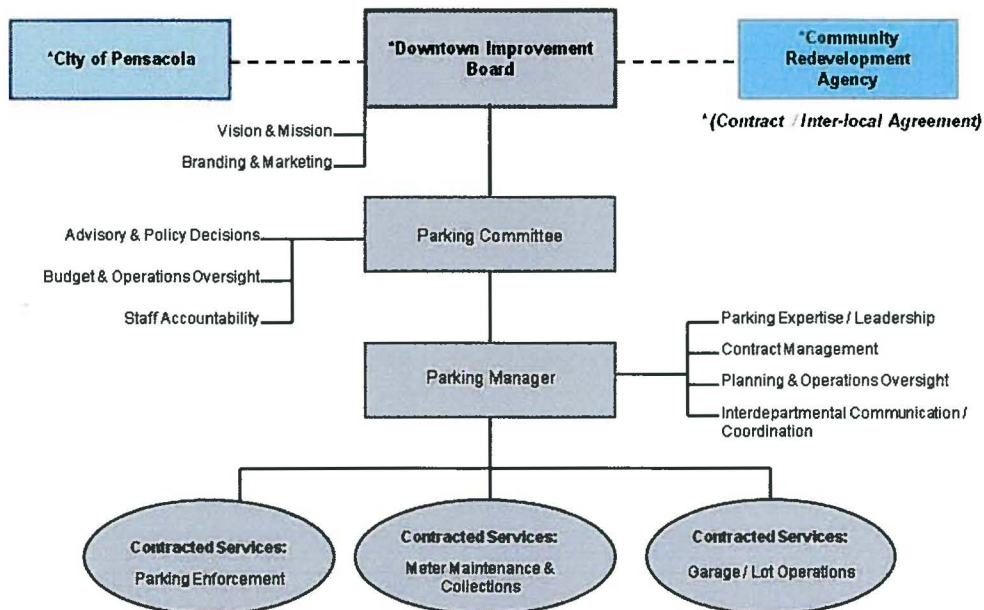 *City of Pensacola
*Downtown Improvement
Board
*Community
Redevelopment
Agency
*(Contract / Inter-local Agreement)
Vision & Mission
Branding & Marketing
Parking Committee
Advisory & Policy Decisions
Budget & Operations Oversight
Staff Accountability
Parking Manager
Parking Expertise / Leadership
Contract Management
Planning & Operations Oversight
Interdepartmental Communication /
Coordination
Contracted Services:
Parking Enforcement
Contracted Services:
Meter Maintenance &
Collections
Contracted Services:
Garage / Lot Operations